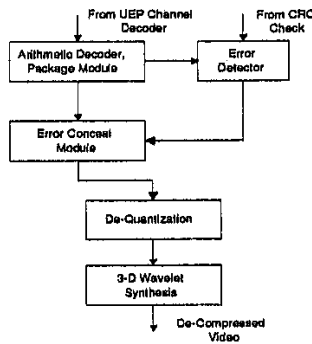 From UEP Channel
Decoder
From CRC
Check
Arithmetic Decoder,
Package Module
Error
Detector
Error Conceal
Module
De-Quantization
3-D Wavelet
Synthesis
De-Compressed
Video